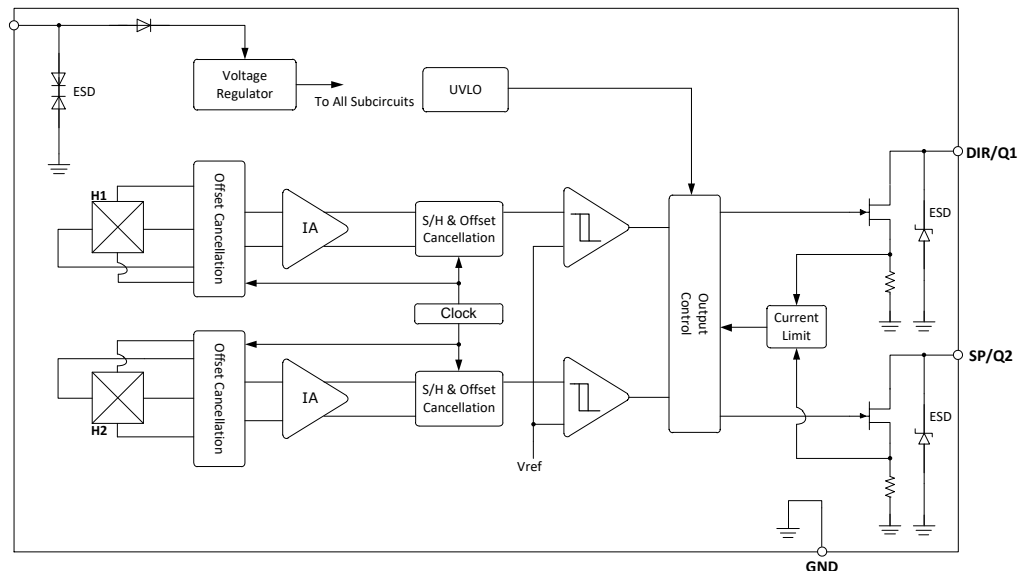 ESD
Voltage
Regulator
To All Subcircuits
UVLO
DIR/Q1
H1
Offset Cancellation
IA
S/H & Offset
Cancellation
Output
Control
ESD
Clock
Current
Limit
SP/Q2
H2
Offset Cancellation
IA
S/H & Offset
Cancellation
ESD
Vref
GND